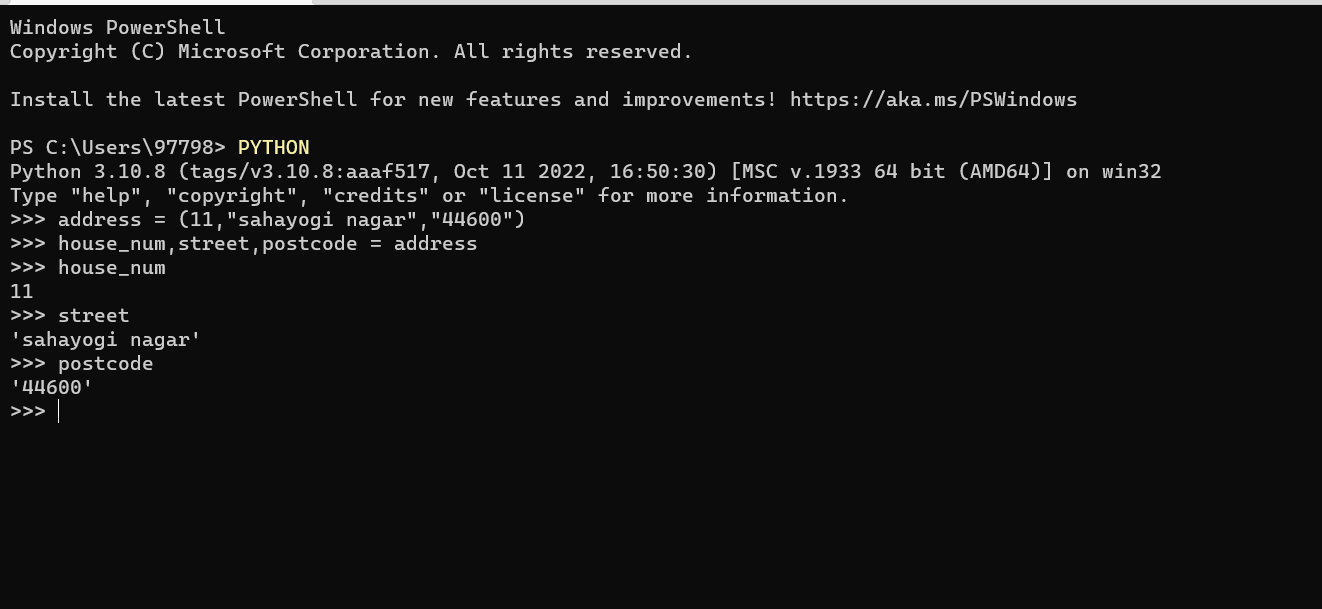 Windows PowerShell
Copyright (C) Microsoft Corporation. All rights reserved.
Install the latest PowerShell for new features and improvements! https://aka.ms/PSWindows
PS C:\Users\97798> PYTHON
Python 3.10.8 (tags/v3.10.8:aaaf517, Oct 11 2022, 16:50:30) [MSC v.1933 64 bit (AMD64)] on win32
Type "help", "copyright", "credits" or "license" for more information.
>>> address = (11,"sahayogi nagar","44600")
>>> house_num,street,postcode = address
>>> house_num
11
>>> street
'sahayogi nagar'
>>> postcode
'44600'
>>>